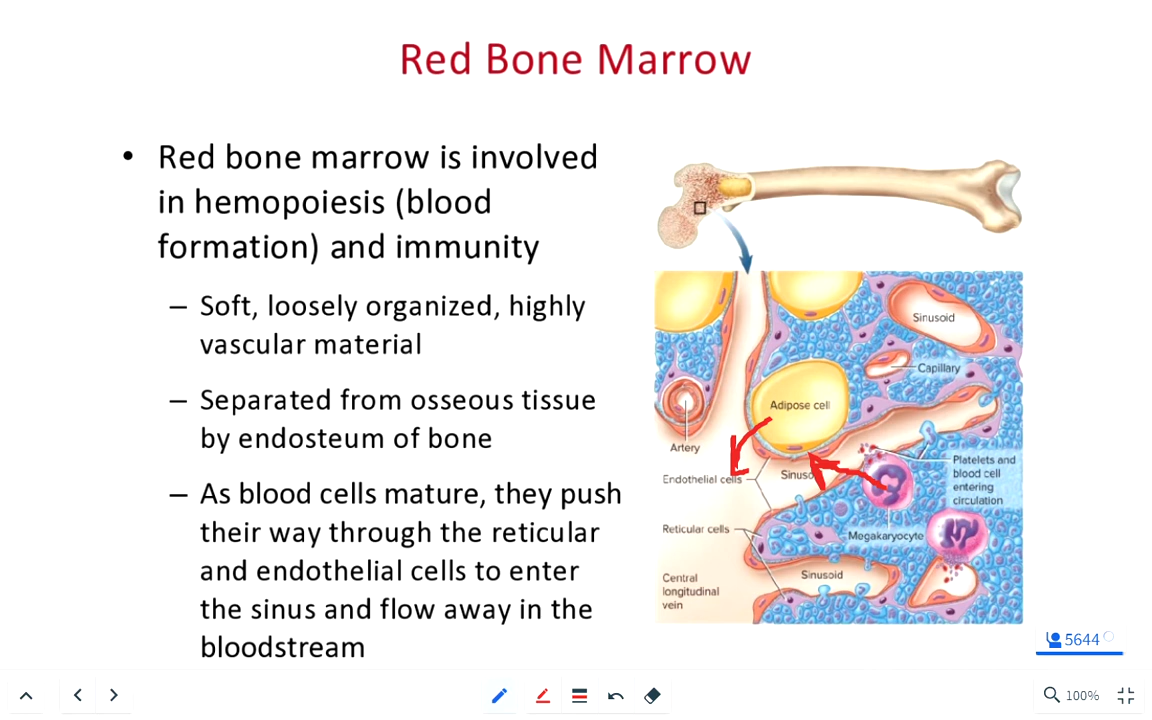 Red Bone Marrow
• Red bone marrow is involved
in hemopoiesis (blood
formation) and immunity
– Soft, loosely organized, highly
vascular material
– Separated from osseous tissue
by endosteum of bone
– As blood cells mature, they push
their way through the reticular
and endothelial cells to enter
the sinus and flow away in the
bloodstream
Sinusoid
Capillary
Adipose cell
Artery
Endothelial cells
Platelets and
blood cell
entering
circulation
Reticular cells
Megakaryocyte
Sinusoid
Central
longitudinal
vein
5644
100%